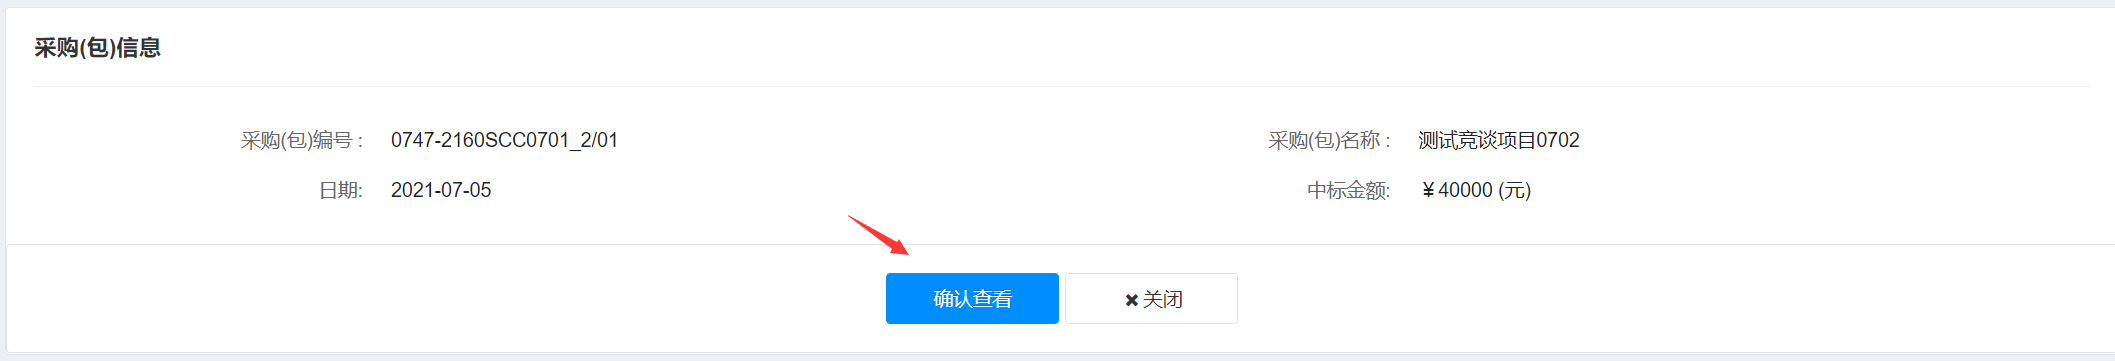 采购(包)信息
采购(包)编号 : 0747-2160SCC0701_2/01 采购(包)名称 : 测试竞谈项目0702
日期: 2021-07-05 中标金额: ¥40000 (元)
确认查看 ✖关闭